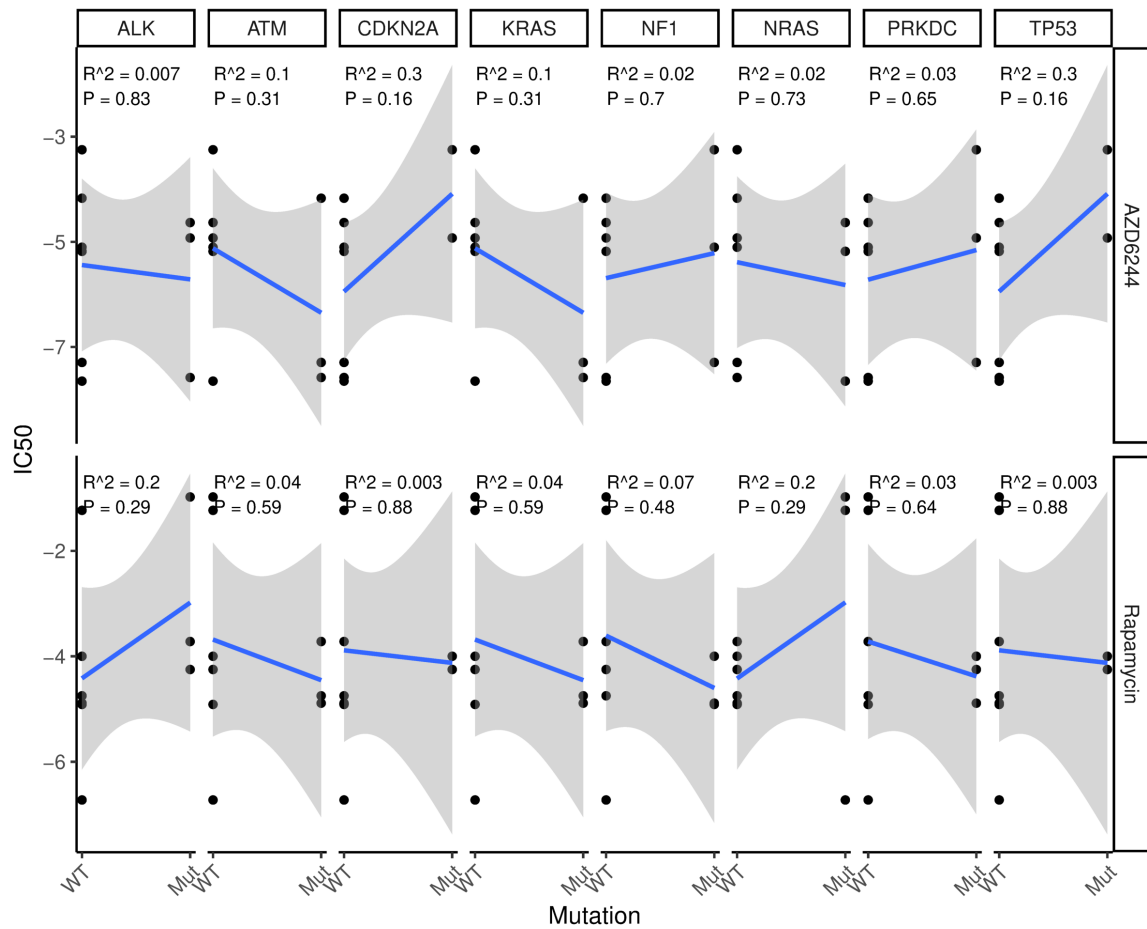 ALK ATM CDKN2A KRAS NF1 NRAS PRKDC TP53
R^2 = 0.007 R^2 = 0.1 R^2 = 0.3 R^2 = 0.1 R^2 = 0.02 R^2 = 0.02 R^2 = 0.03 R^2 = 0.3
P = 0.83 P = 0.31 P = 0.16 P = 0.31 P = 0.7 P = 0.73 P = 0.65 P = 0.16
−3
−5
−7
AZD6244
IC50
R^2 = 0.2 R^2 = 0.04 R^2 = 0.003 R^2 = 0.04 R^2 = 0.07 R^2 = 0.2 R^2 = 0.03 R^2 = 0.003
P = 0.29 P = 0.59 P = 0.88 P = 0.59 P = 0.48 P = 0.29 P = 0.64 P = 0.88
−2
−4
−6
Rapamycin
WT Mut WT Mut WT Mut WT Mut WT Mut WT Mut WT Mut WT Mut
Mutation